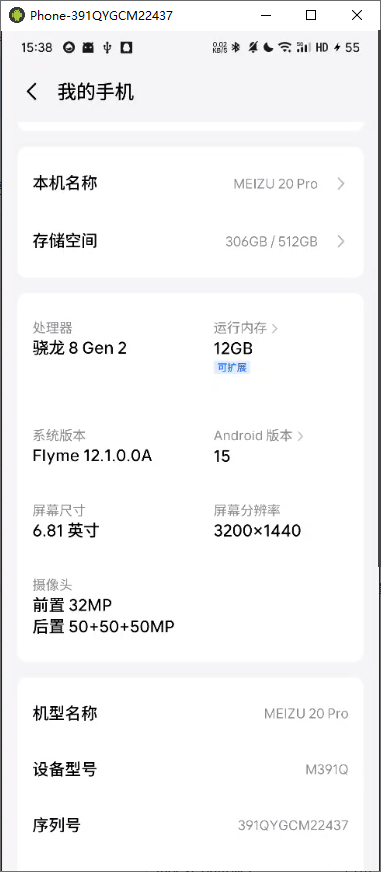 Phone-391QYGCM22437
15:38 0.02 KB/S 5G HD 55
我的手机
本机名称 MEIZU 20 Pro
存储空间 306GB / 512GB
处理器 运行内存
骁龙 8 Gen 2 12GB
可扩展
系统版本 Android 版本
Flyme 12.1.0.0A 15
屏幕尺寸 屏幕分辨率
6.81 英寸 3200×1440
摄像头
前置 32MP
后置 50+50+50MP
机型名称 MEIZU 20 Pro
设备型号 M391Q
序列号 391QYGCM22437